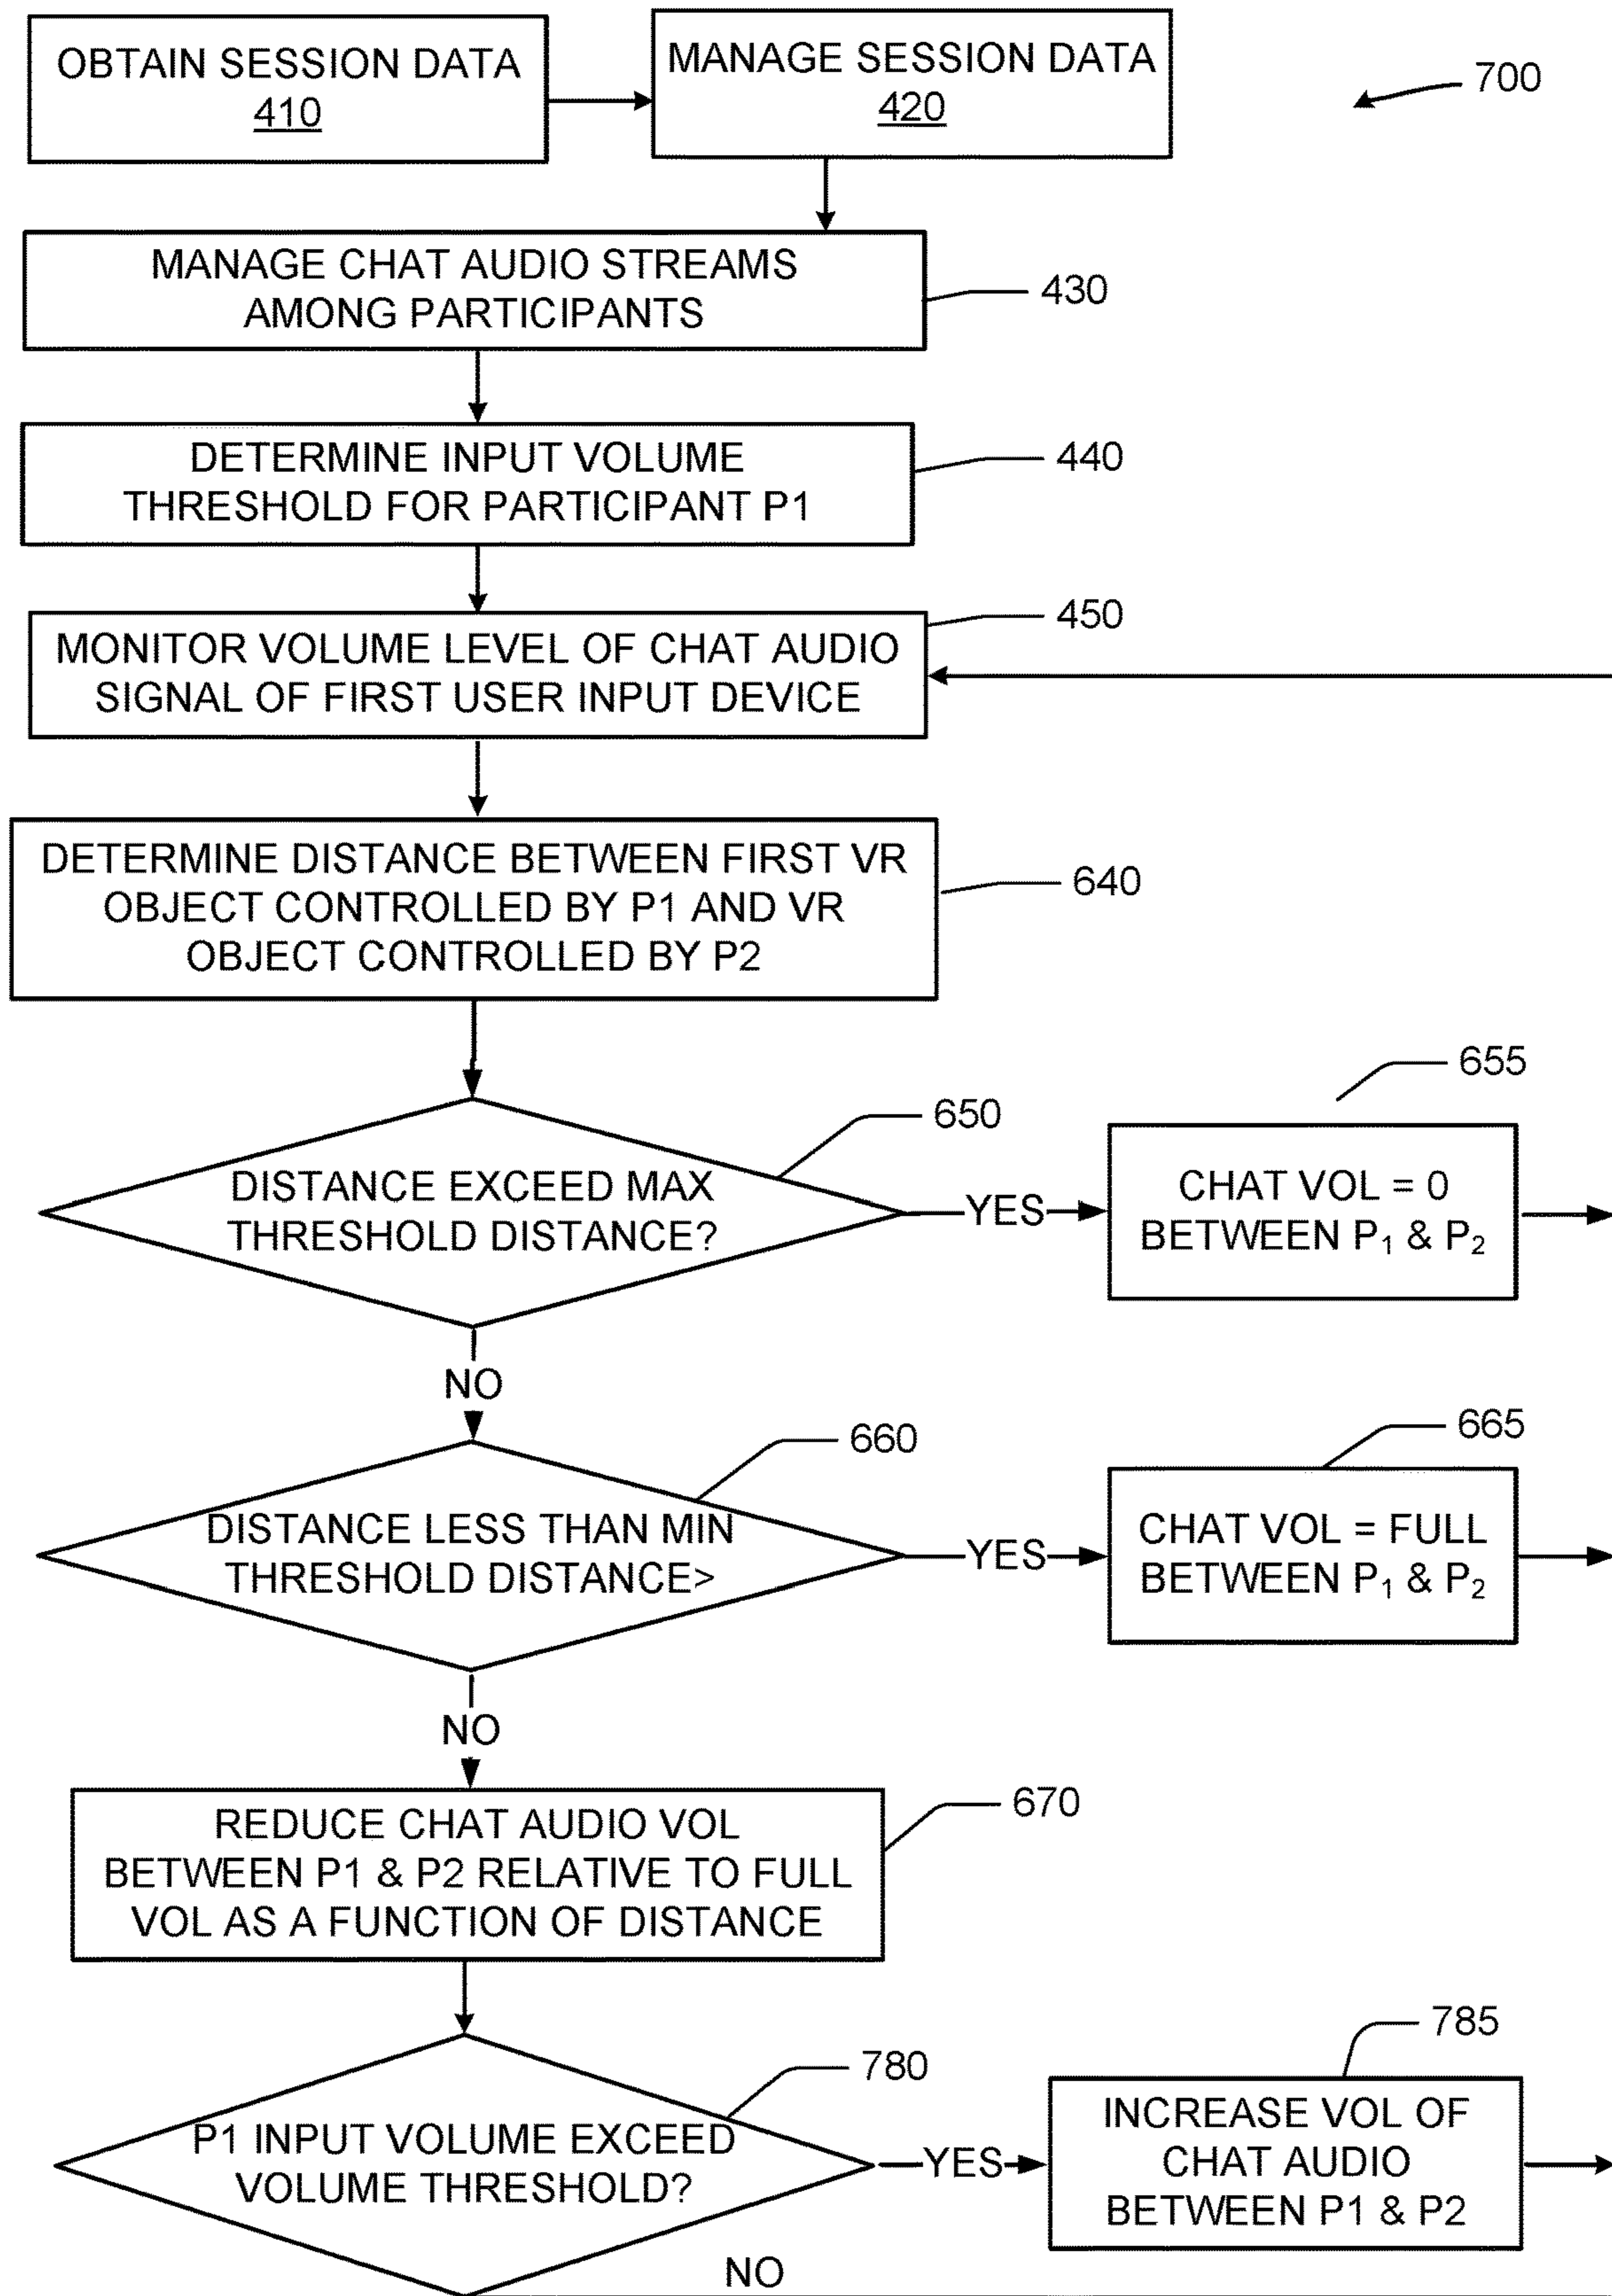 OBTAIN SESSION DATA
410
MANAGE SESSION DATA
420
700
MANAGE CHAT AUDIO STREAMS
AMONG PARTICIPANTS
430
DETERMINE INPUT VOLUME
THRESHOLD FOR PARTICIPANT P1
440
MONITOR VOLUME LEVEL OF CHAT AUDIO
SIGNAL OF FIRST USER INPUT DEVICE
450
DETERMINE DISTANCE BETWEEN FIRST VR
OBJECT CONTROLLED BY P1 AND VR
OBJECT CONTROLLED BY P2
640
DISTANCE EXCEED MAX
THRESHOLD DISTANCE?
650
YES
CHAT VOL = 0
BETWEEN P₁ & P₂
655
NO
DISTANCE LESS THAN MIN
THRESHOLD DISTANCE>
660
YES
CHAT VOL = FULL
BETWEEN P₁ & P₂
665
NO
REDUCE CHAT AUDIO VOL
BETWEEN P1 & P2 RELATIVE TO FULL
VOL AS A FUNCTION OF DISTANCE
670
P1 INPUT VOLUME EXCEED
VOLUME THRESHOLD?
780
YES
INCREASE VOL OF
CHAT AUDIO
BETWEEN P1 & P2
785
NO